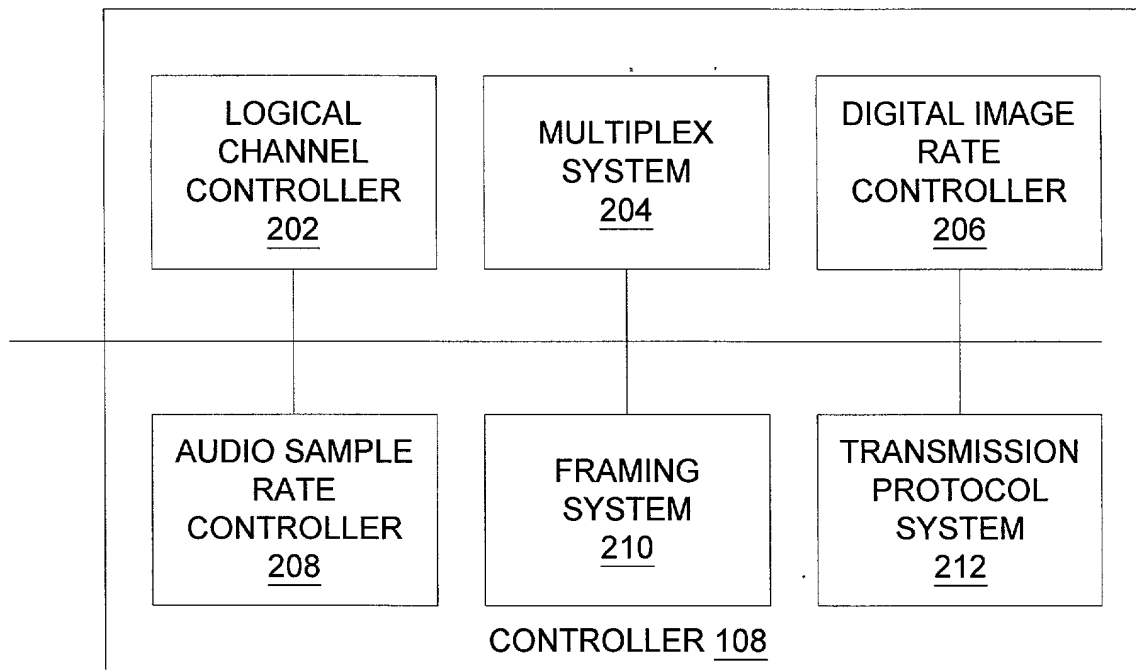 LOGICAL
CHANNEL
CONTROLLER
202
MULTIPLEX
SYSTEM
204
DIGITAL IMAGE
RATE
CONTROLLER
206
AUDIO SAMPLE
RATE
CONTROLLER
208
FRAMING
SYSTEM
210
TRANSMISSION
PROTOCOL
SYSTEM
212
CONTROLLER 108